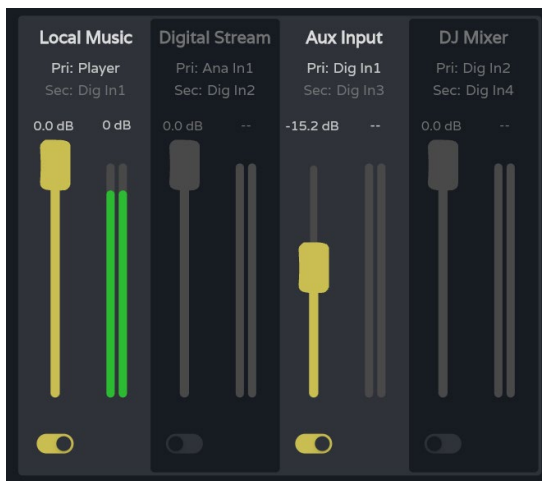 Local Music
Pri: Player
Sec: Dig In1
0.0 dB
0 dB
Digital Stream
Pri: Ana In1
Sec: Dig In2
0.0 dB
--
Aux Input
Pri: Dig In1
Sec: Dig In3
-15.2 dB
--
DJ Mixer
Pri: Dig In2
Sec: Dig In4
0.0 dB
--